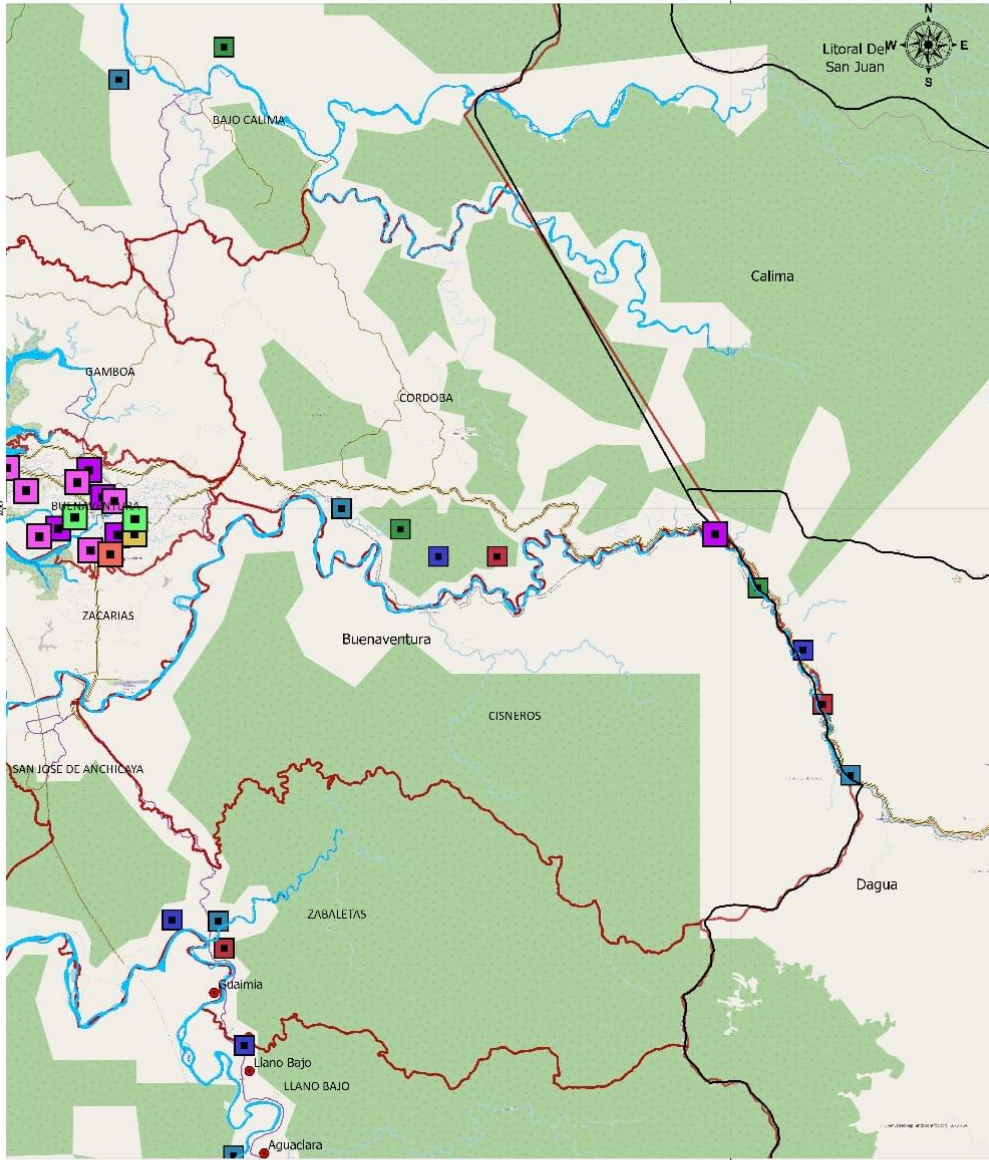 N
W
E
S
Litoral De
San Juan
BAJO CALIMA
Calima
GAMBOA
CORDOBA
BUENAVENTURA
ZACARIAS
Buenaventura
CISNEROS
SAN JOSE DE ANCHICAYA
Dagua
ZABALETAS
Guaimia
Llano Bajo
LLANO BAJO
Aguaclara